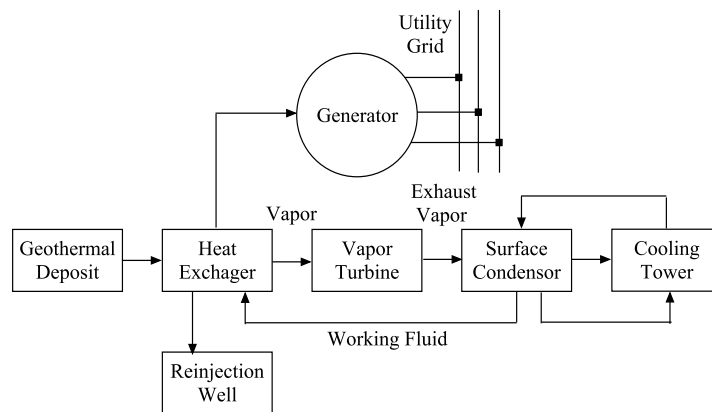 Utility
Grid
Generator
Exhaust
Vapor
Vapor
Geothermal
Deposit
Heat
Exchager
Vapor
Turbine
Surface
Condensor
Cooling
Tower
Working Fluid
Reinjection
Well